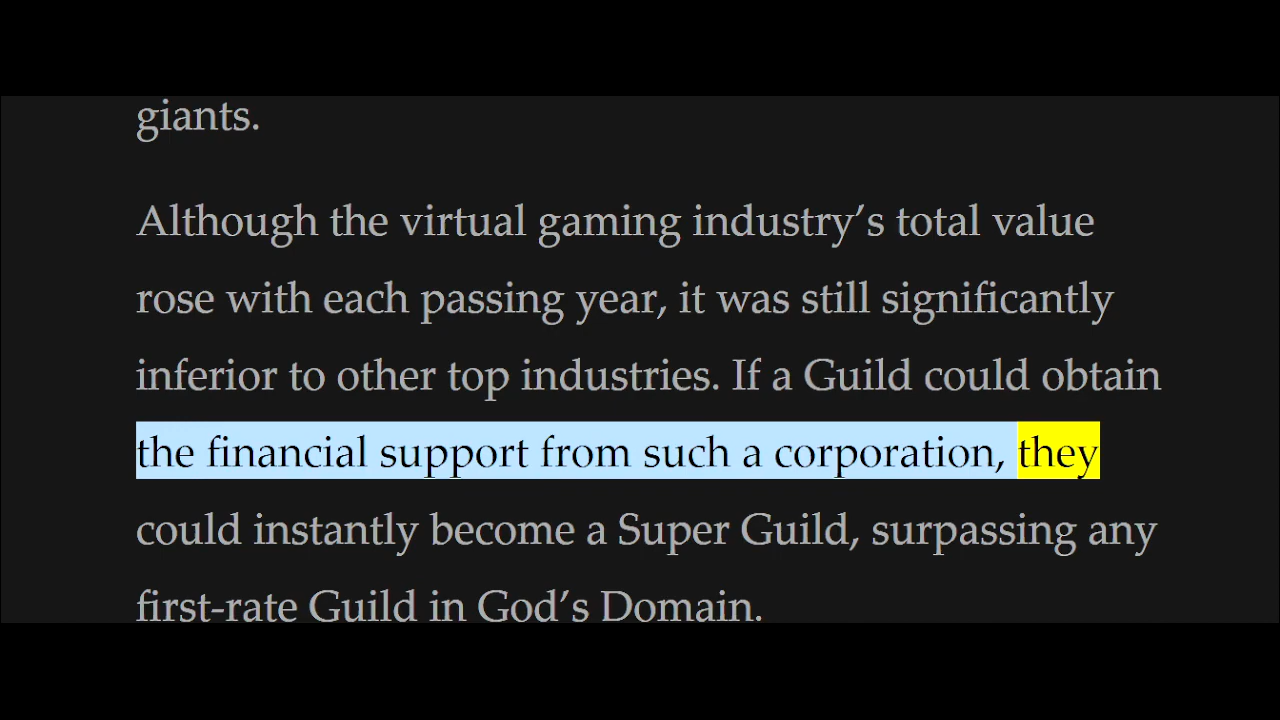 giants.
Although the virtual gaming industry’s total value
rose with each passing year, it was still significantly
inferior to other top industries. If a Guild could obtain
the financial support from such a corporation, they
could instantly become a Super Guild, surpassing any
first-rate Guild in God’s Domain.